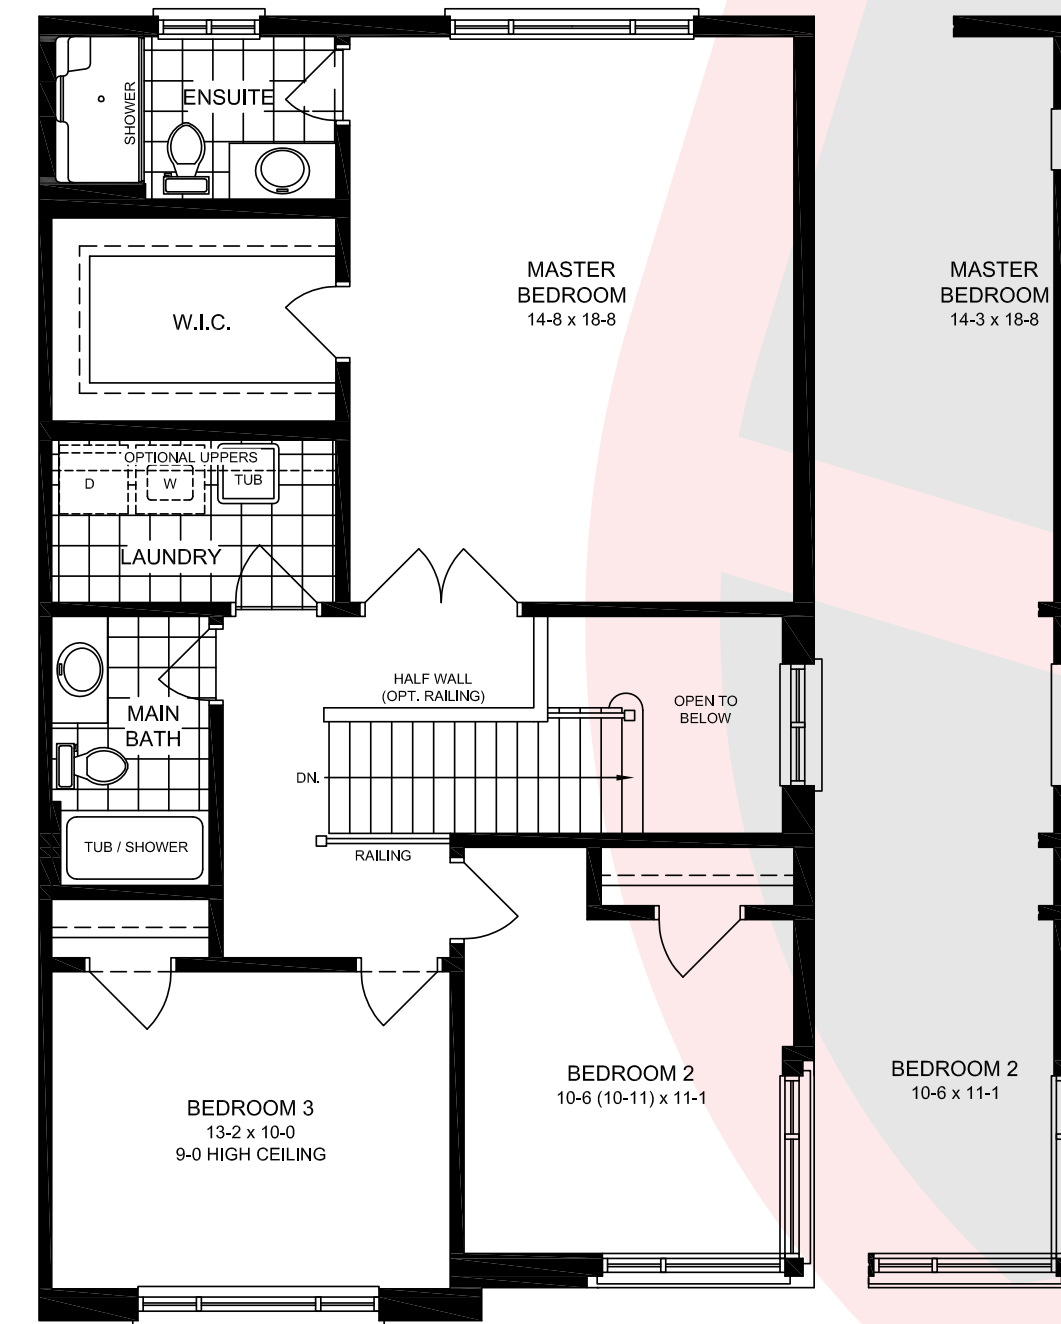 SHOWER
ENSUITE
MASTER
BEDROOM
14-8 x 18-8
MASTER
BEDROOM
14-3 x 18-8
W.I.C.
OPTIONAL UPPERS
D
W
TUB
LAUNDRY
HALF WALL
(OPT. RAILING)
OPEN TO
BELOW
MAIN
BATH
DN.
TUB / SHOWER
RAILING
BEDROOM 2
10-6 (10-11) x 11-1
BEDROOM 2
10-6 x 11-1
BEDROOM 3
13-2 x 10-0
9-0 HIGH CEILING